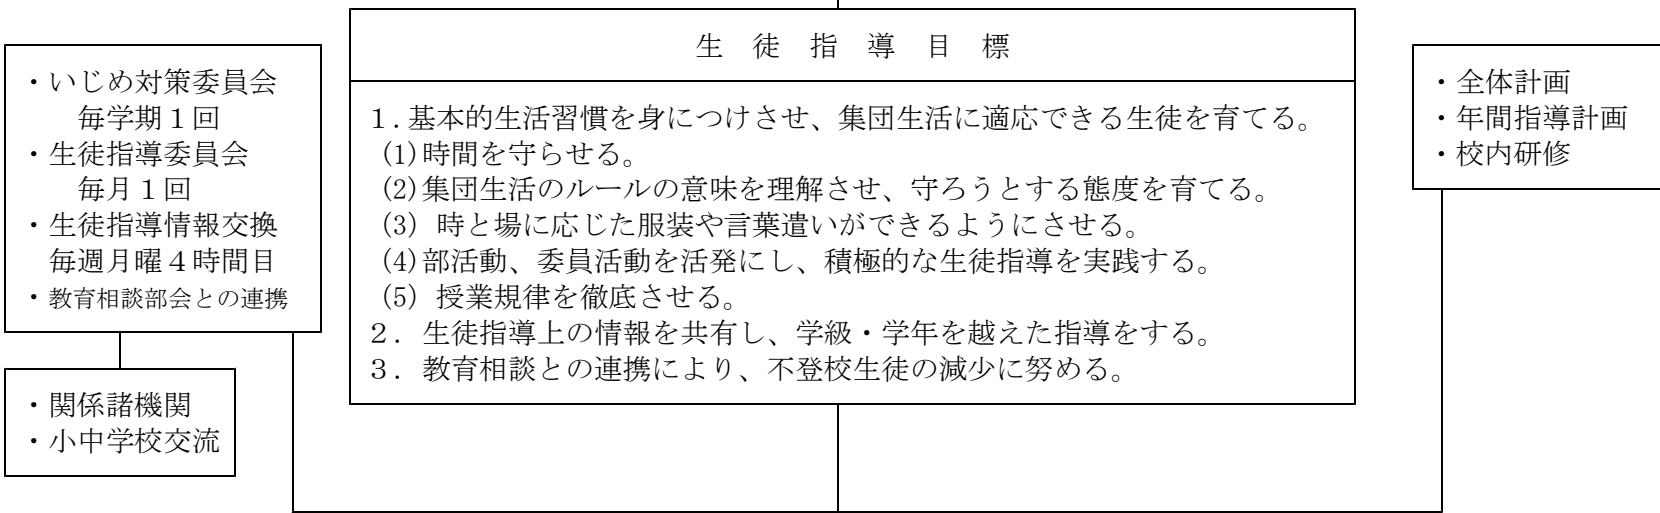 ・いじめ対策委員会
毎学期１回
・生徒指導委員会
毎月１回
・生徒指導情報交換
毎週月曜４時間目
・教育相談部会との連携
・関係諸機関
・小中学校交流
生　徒　指　導　目　標
１．基本的生活習慣を身につけさせ、集団生活に適応できる生徒を育てる。
(1)時間を守らせる。
(2)集団生活のルールの意味を理解させ、守ろうとする態度を育てる。
(3) 時と場に応じた服装や言葉遣いができるようにさせる。
(4)部活動、委員活動を活発にし、積極的な生徒指導を実践する。
(5) 授業規律を徹底させる。
２．生徒指導上の情報を共有し、学級・学年を越えた指導をする。
３．教育相談との連携により、不登校生徒の減少に努める。
・全体計画
・年間指導計画
・校内研修